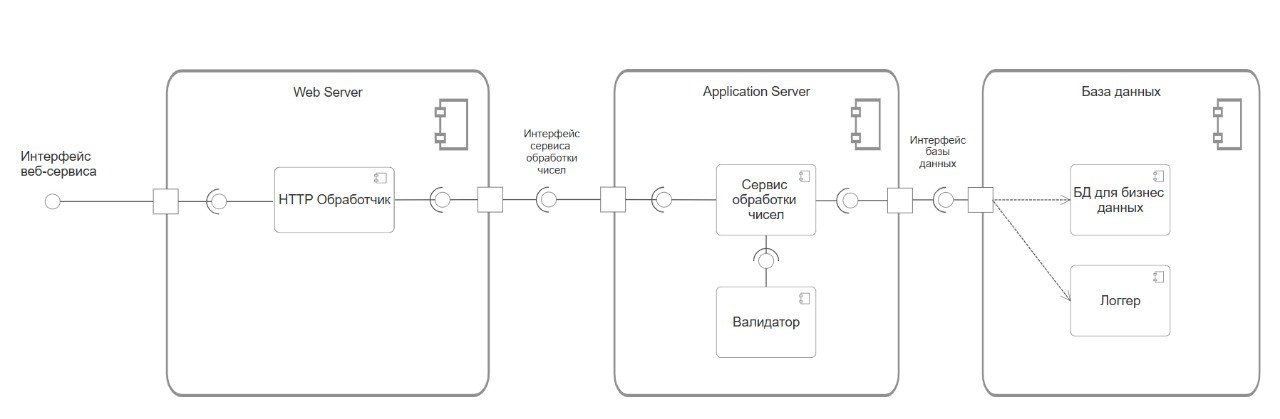 Web Server
Application Server
База данных
Интерфейс
веб-сервиса
HTTP Обработчик
Интерфейс
сервиса
обработки
чисел
Сервис
обработки
чисел
Валидатор
Интерфейс
базы
данных
БД для бизнес
данных
Логгер